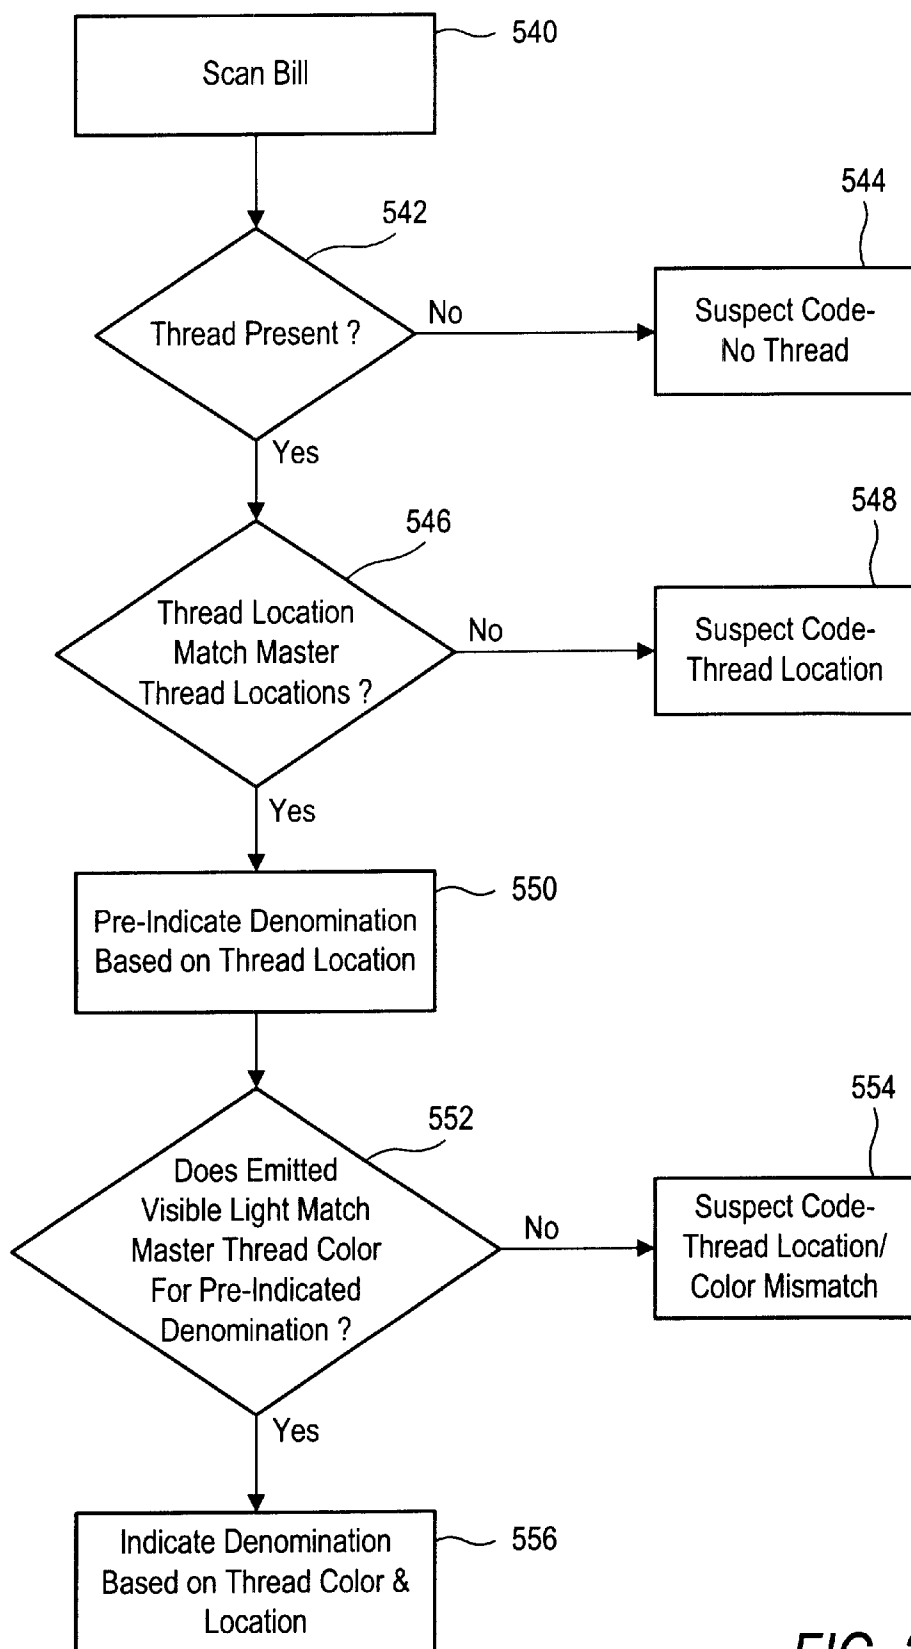 540
Scan Bill
542
544
Thread Present ?
No
Suspect Code-
No Thread
Yes
546
548
Thread Location
Match Master
Thread Locations ?
No
Suspect Code-
Thread Location
Yes
550
Pre-Indicate Denomination
Based on Thread Location
552
554
Does Emitted
Visible Light Match
Master Thread Color
For Pre-Indicated
Denomination ?
No
Suspect Code-
Thread Location/
Color Mismatch
Yes
556
Indicate Denomination
Based on Thread Color &
Location
FIG.